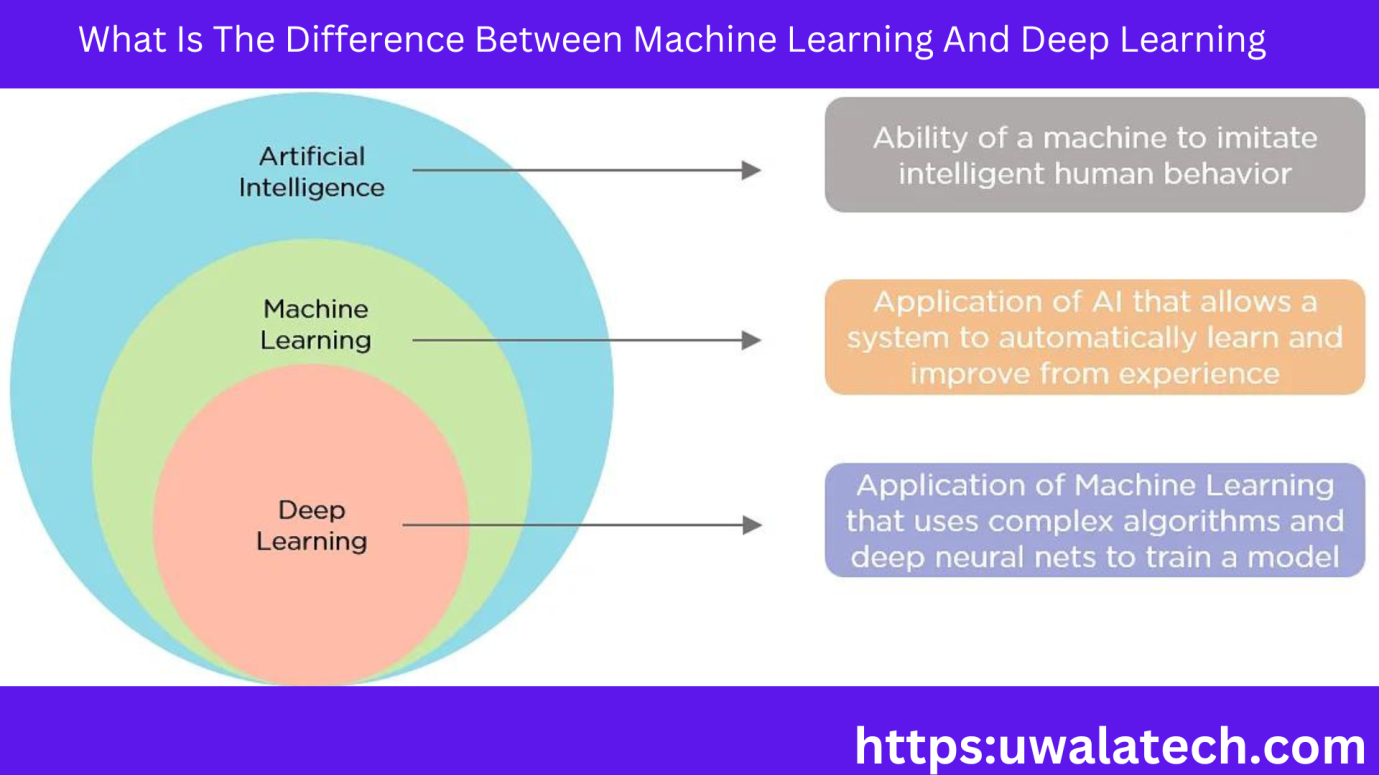 What Is The Difference Between Machine Learning And Deep Learning
Artificial
Intelligence
Ability of a machine to imitate
intelligent human behavior
Machine
Learning
Application of AI that allows a
system to automatically learn and
improve from experience
Deep
Learning
Application of Machine Learning
that uses complex algorithms and
deep neural nets to train a model
https:uwalatech.com